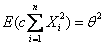 E(c∑_{i=1}^{n} X_i^2) = θ^2